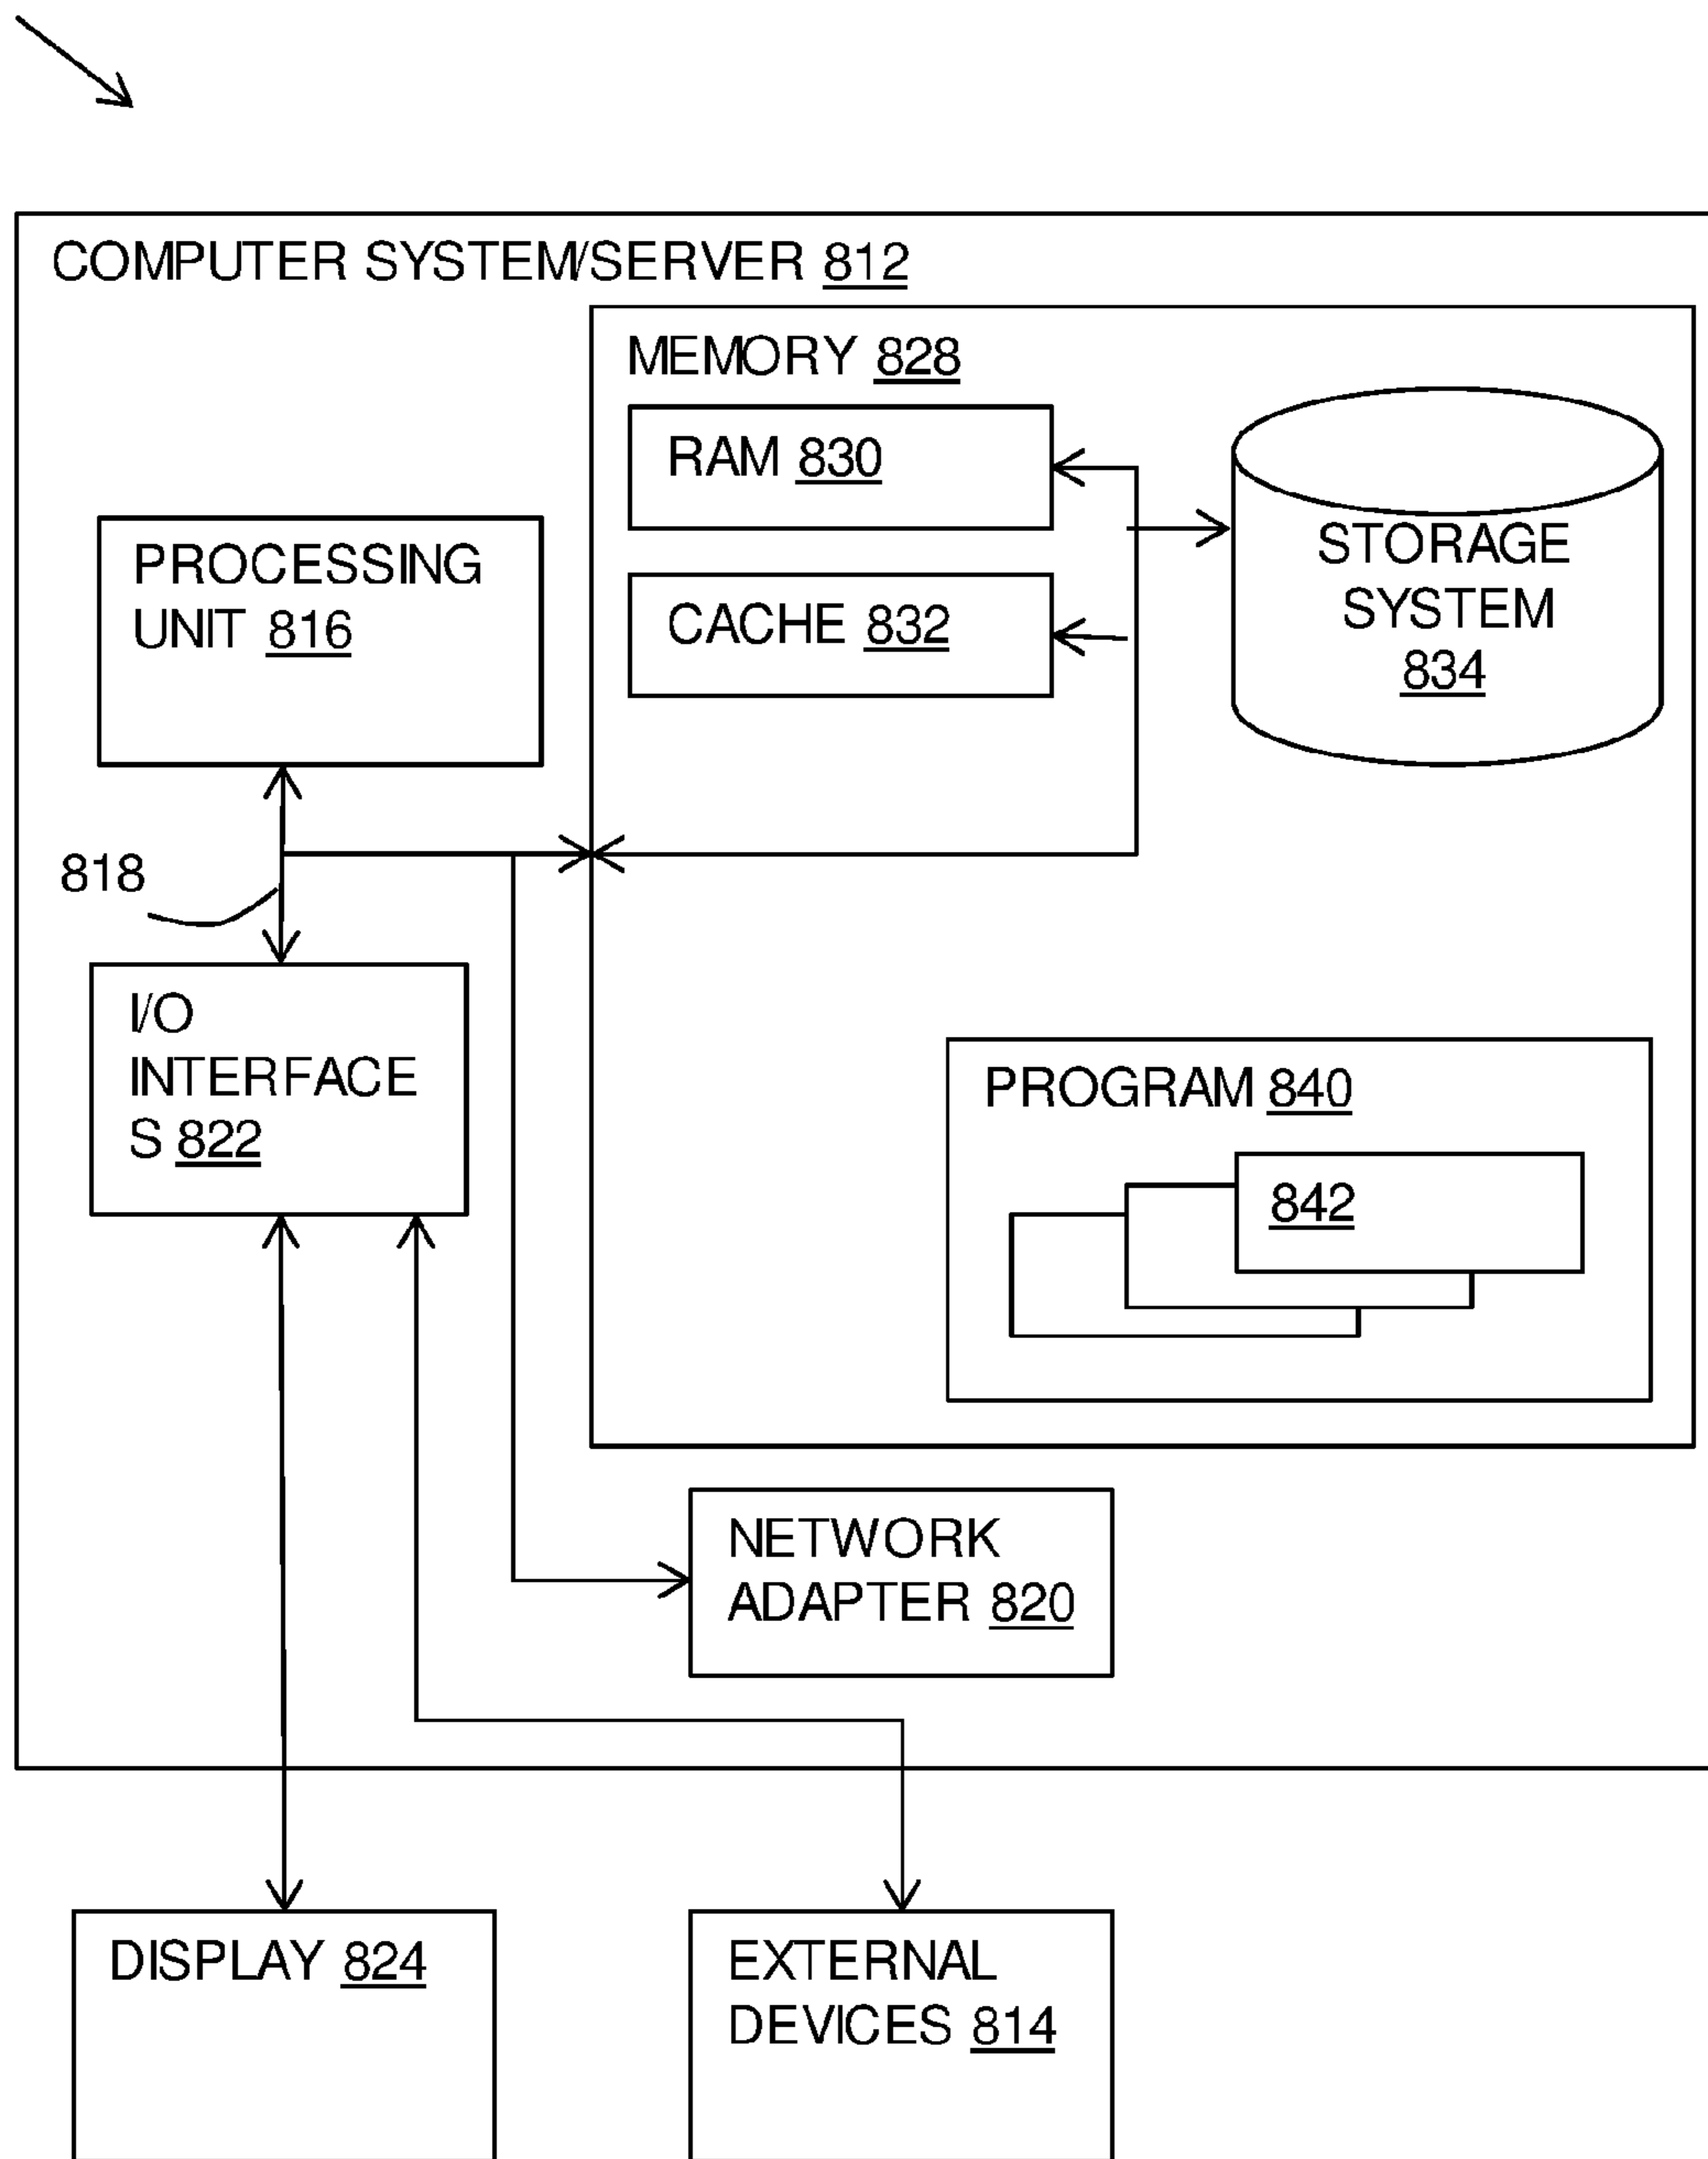 COMPUTER SYSTEM/SERVER 812
MEMORY 828
RAM 830
STORAGE
SYSTEM
834
PROCESSING
UNIT 816
CACHE 832
818
I/O
INTERFACE
S 822
PROGRAM 840
842
NETWORK
ADAPTER 820
DISPLAY 824
EXTERNAL
DEVICES 814